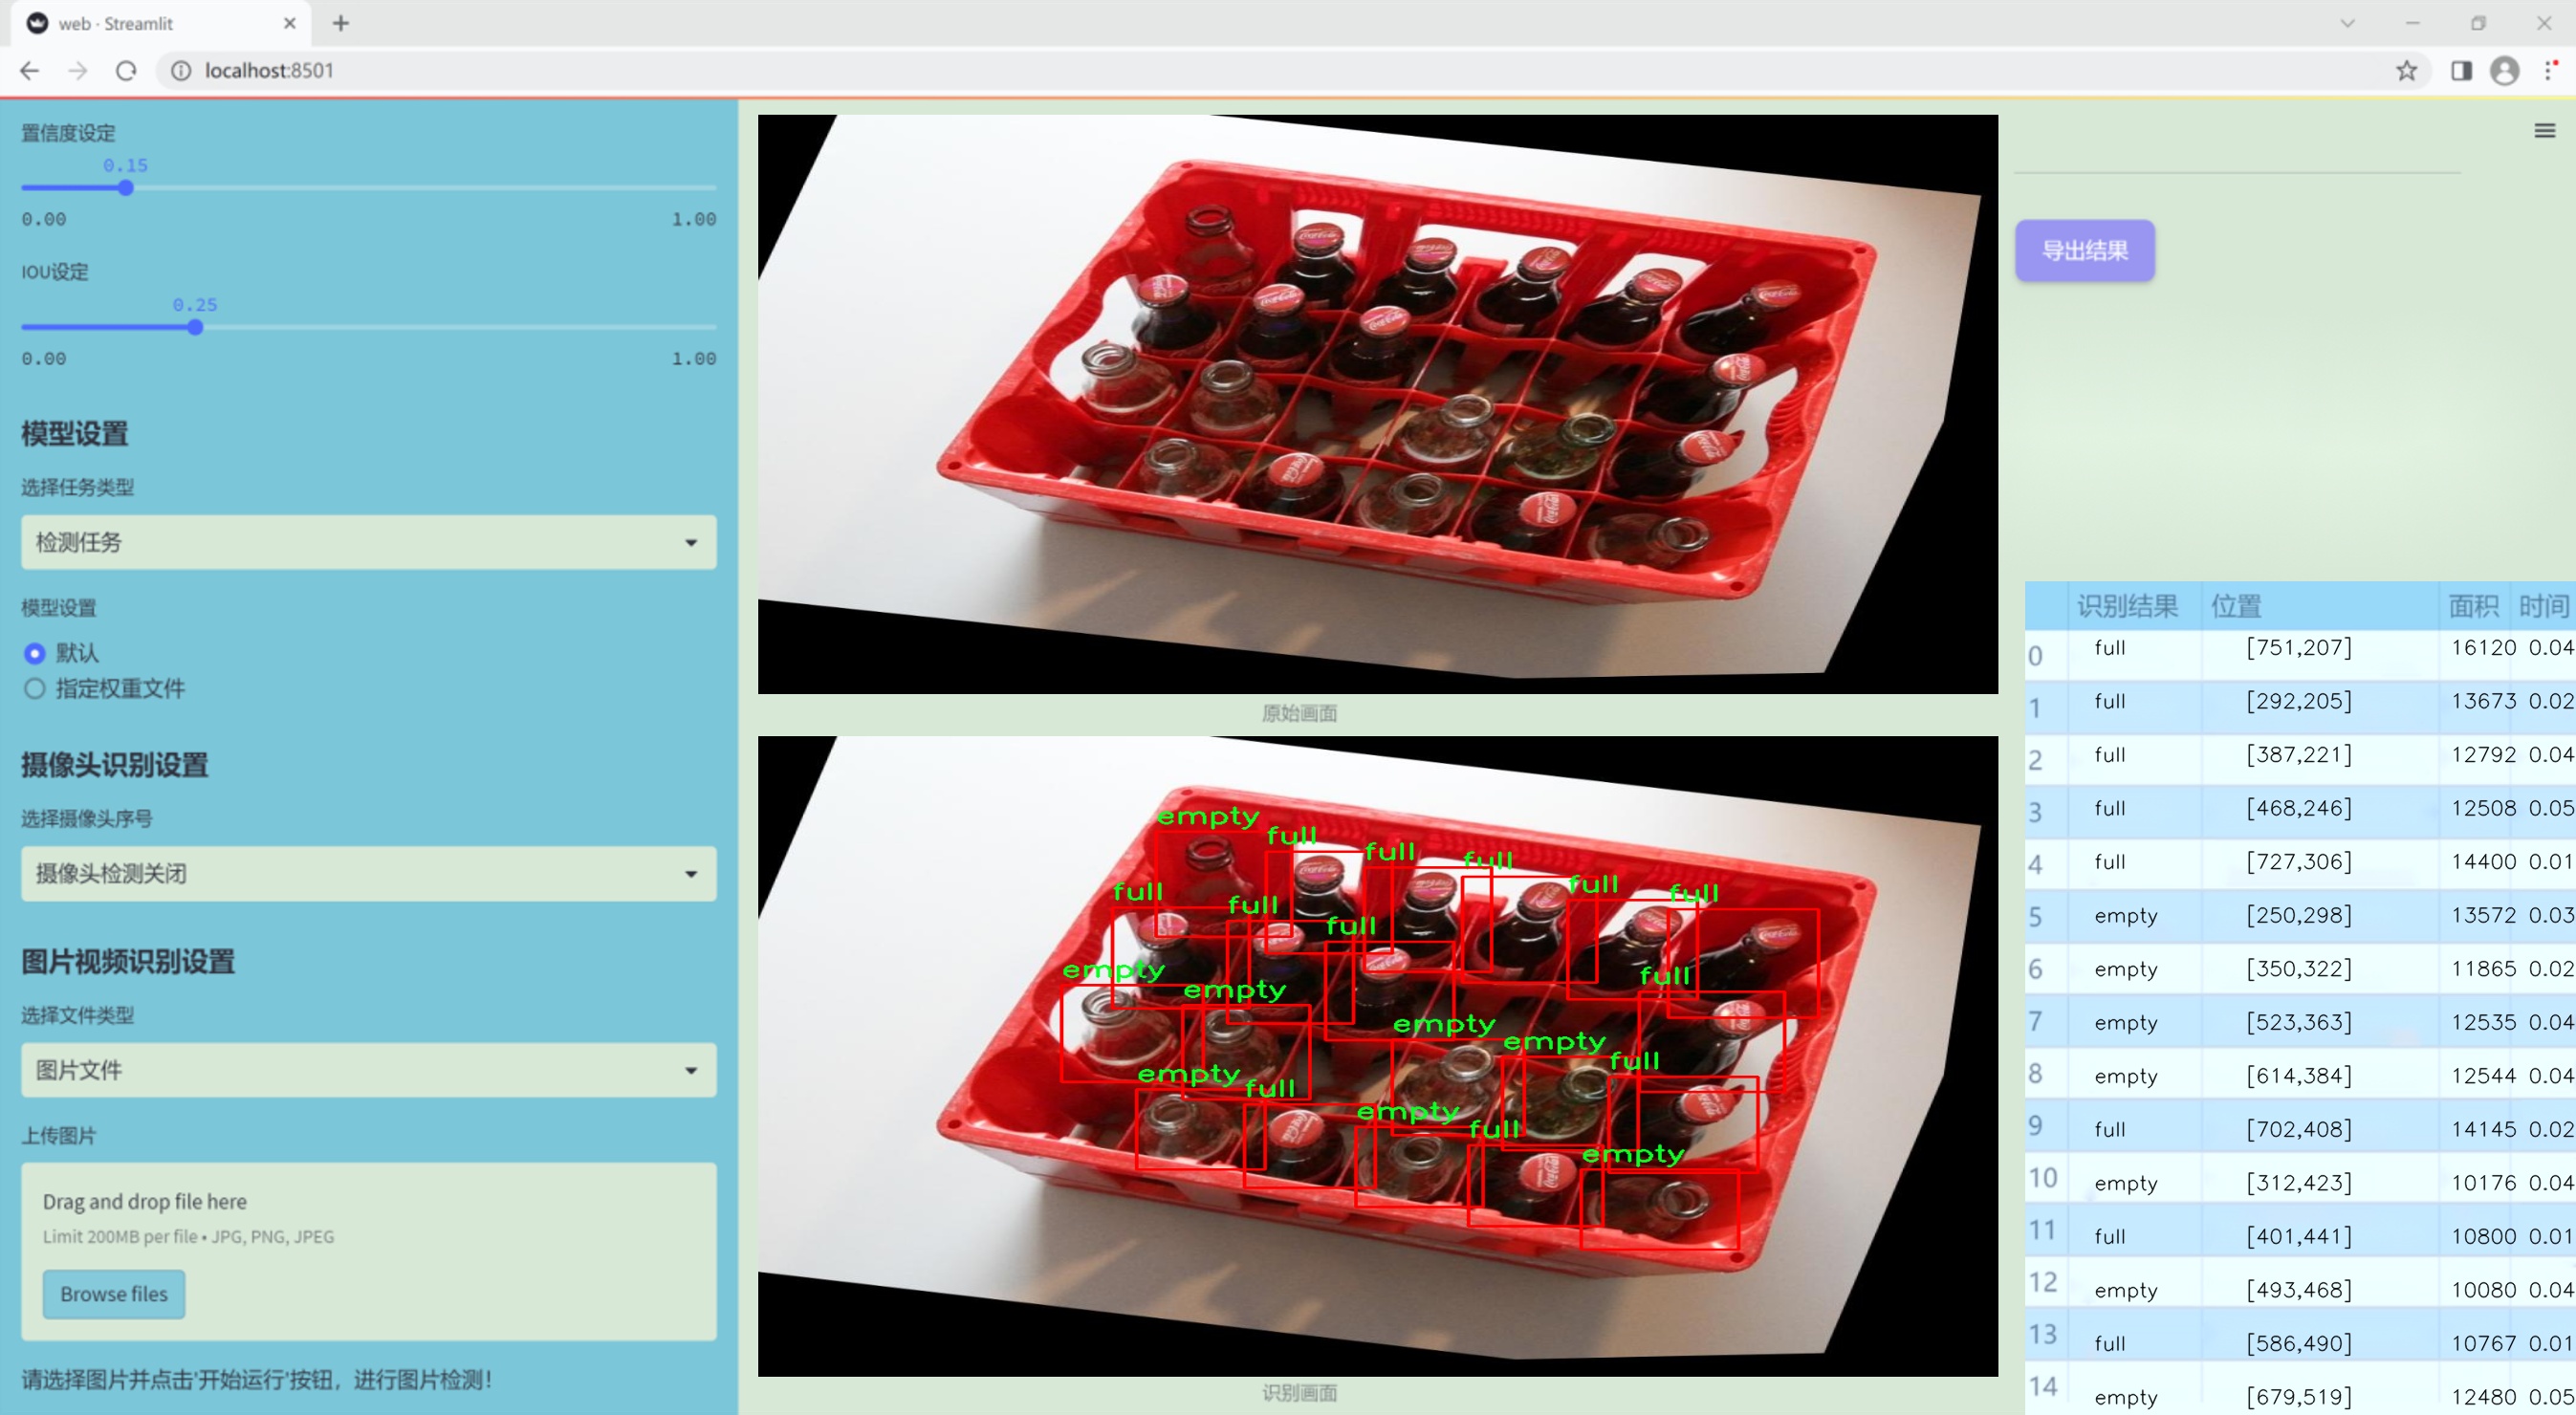 web · Streamlit
localhost:8501
置信度设定
0.15
0.00 1.00
IOU设定
0.25
0.00 1.00
模型设置
选择任务类型
检测任务
模型设置
默认
指定权重文件
摄像头识别设置
选择摄像头序号
摄像头检测关闭
图片视频识别设置
选择文件类型
图片文件
上传图片
Drag and drop file here
Limit 200MB per file • JPG, PNG, JPEG
Browse files
请选择图片并点击'开始运行'按钮，进行图片检测！
原始画面
empty
full
full
full
full
full
full
full
full
empty
empty
full
empty
empty
full
empty
full
empty
full
empty
识别画面
导出结果
识别结果 位置 面积 时间
0 full [751,207] 16120 0.04
1 full [292,205] 13673 0.02
2 full [387,221] 12792 0.04
3 full [468,246] 12508 0.05
4 full [727,306] 14400 0.01
5 empty [250,298] 13572 0.03
6 empty [350,322] 11865 0.02
7 empty [523,363] 12535 0.04
8 empty [614,384] 12544 0.04
9 full [702,408] 14145 0.02
10 empty [312,423] 10176 0.04
11 full [401,441] 10800 0.01
12 empty [493,468] 10080 0.04
13 full [586,490] 10767 0.01
14 empty [679,519] 12480 0.05